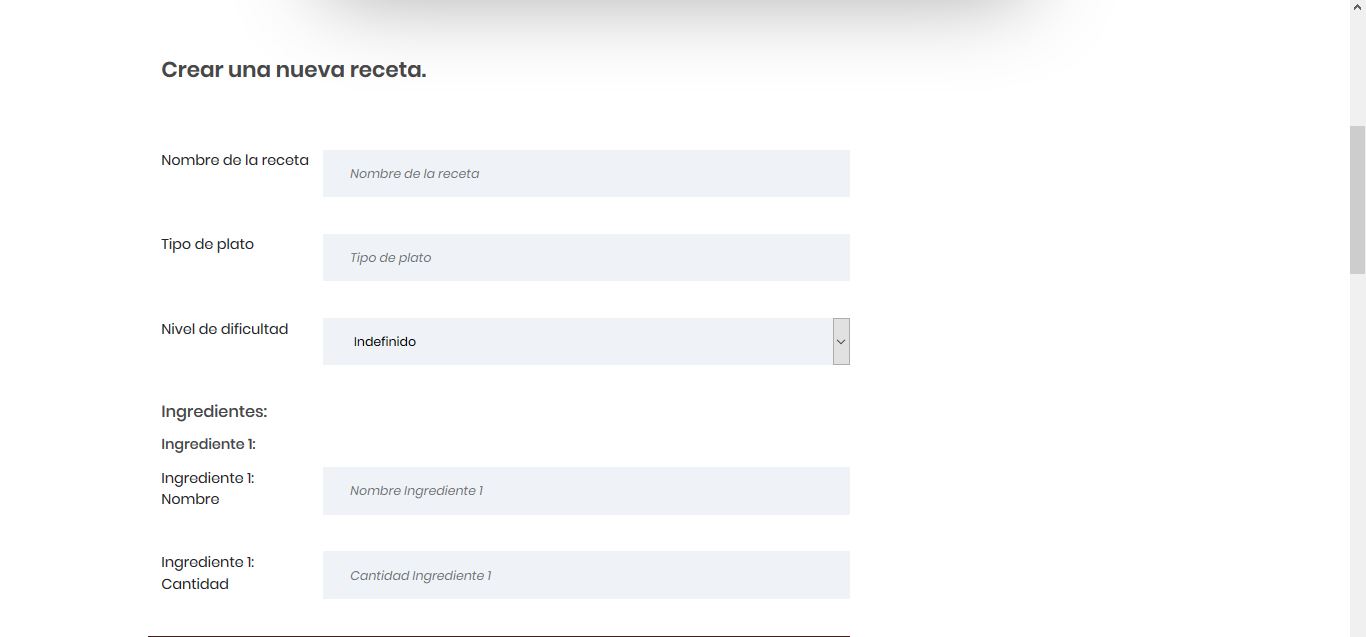 Crear una nueva receta.
Nombre de la receta
Nombre de la receta
Tipo de plato
Tipo de plato
Nivel de dificultad
Indefinido
Ingredientes:
Ingrediente 1:
Ingrediente 1:
Nombre
Nombre Ingrediente 1
Ingrediente 1:
Cantidad
Cantidad Ingrediente 1